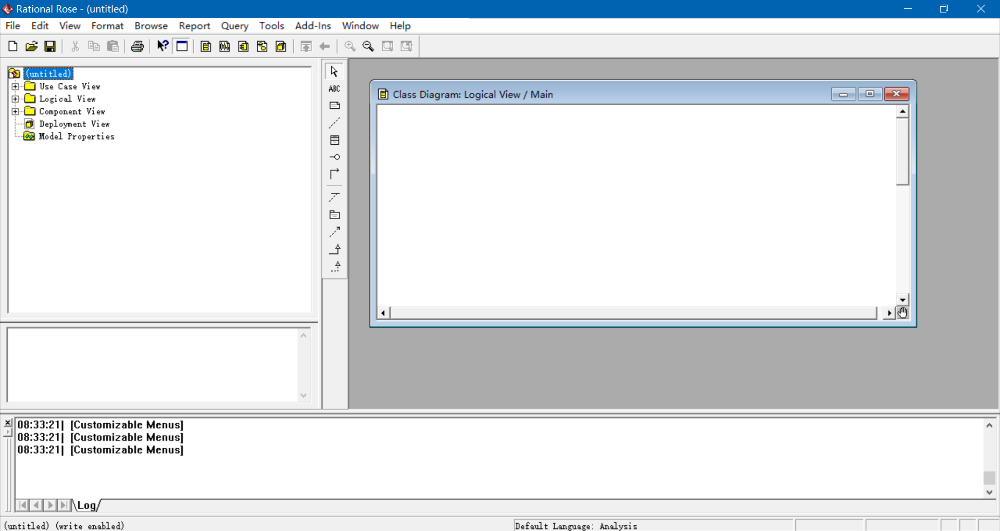 Rational Rose - (untitled)
File Edit View Format Browse Report Query Tools Add-Ins Window Help
(untitled)
Use Case View
Logical View
Component View
Deployment View
Model Properties
ABC
Class Diagram: Logical View / Main
08:33:21| [Customizable Menus]
08:33:21| [Customizable Menus]
08:33:21| [Customizable Menus]
Log
(untitled) (write enabled)
Default Language: Analysis